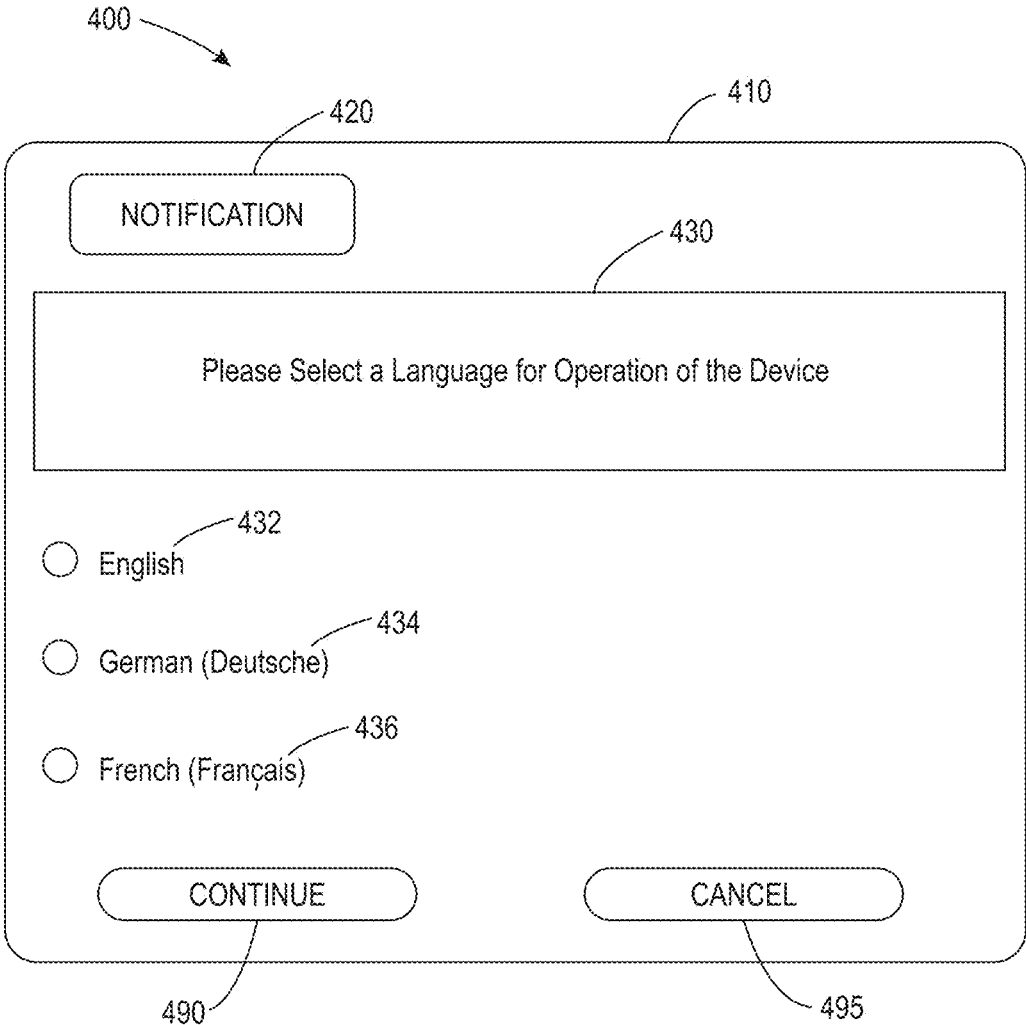 400
410
420
NOTIFICATION
430
Please Select a Language for Operation of the Device
432
English
434
German (Deutsche)
436
French (Français)
CONTINUE
CANCEL
490
495